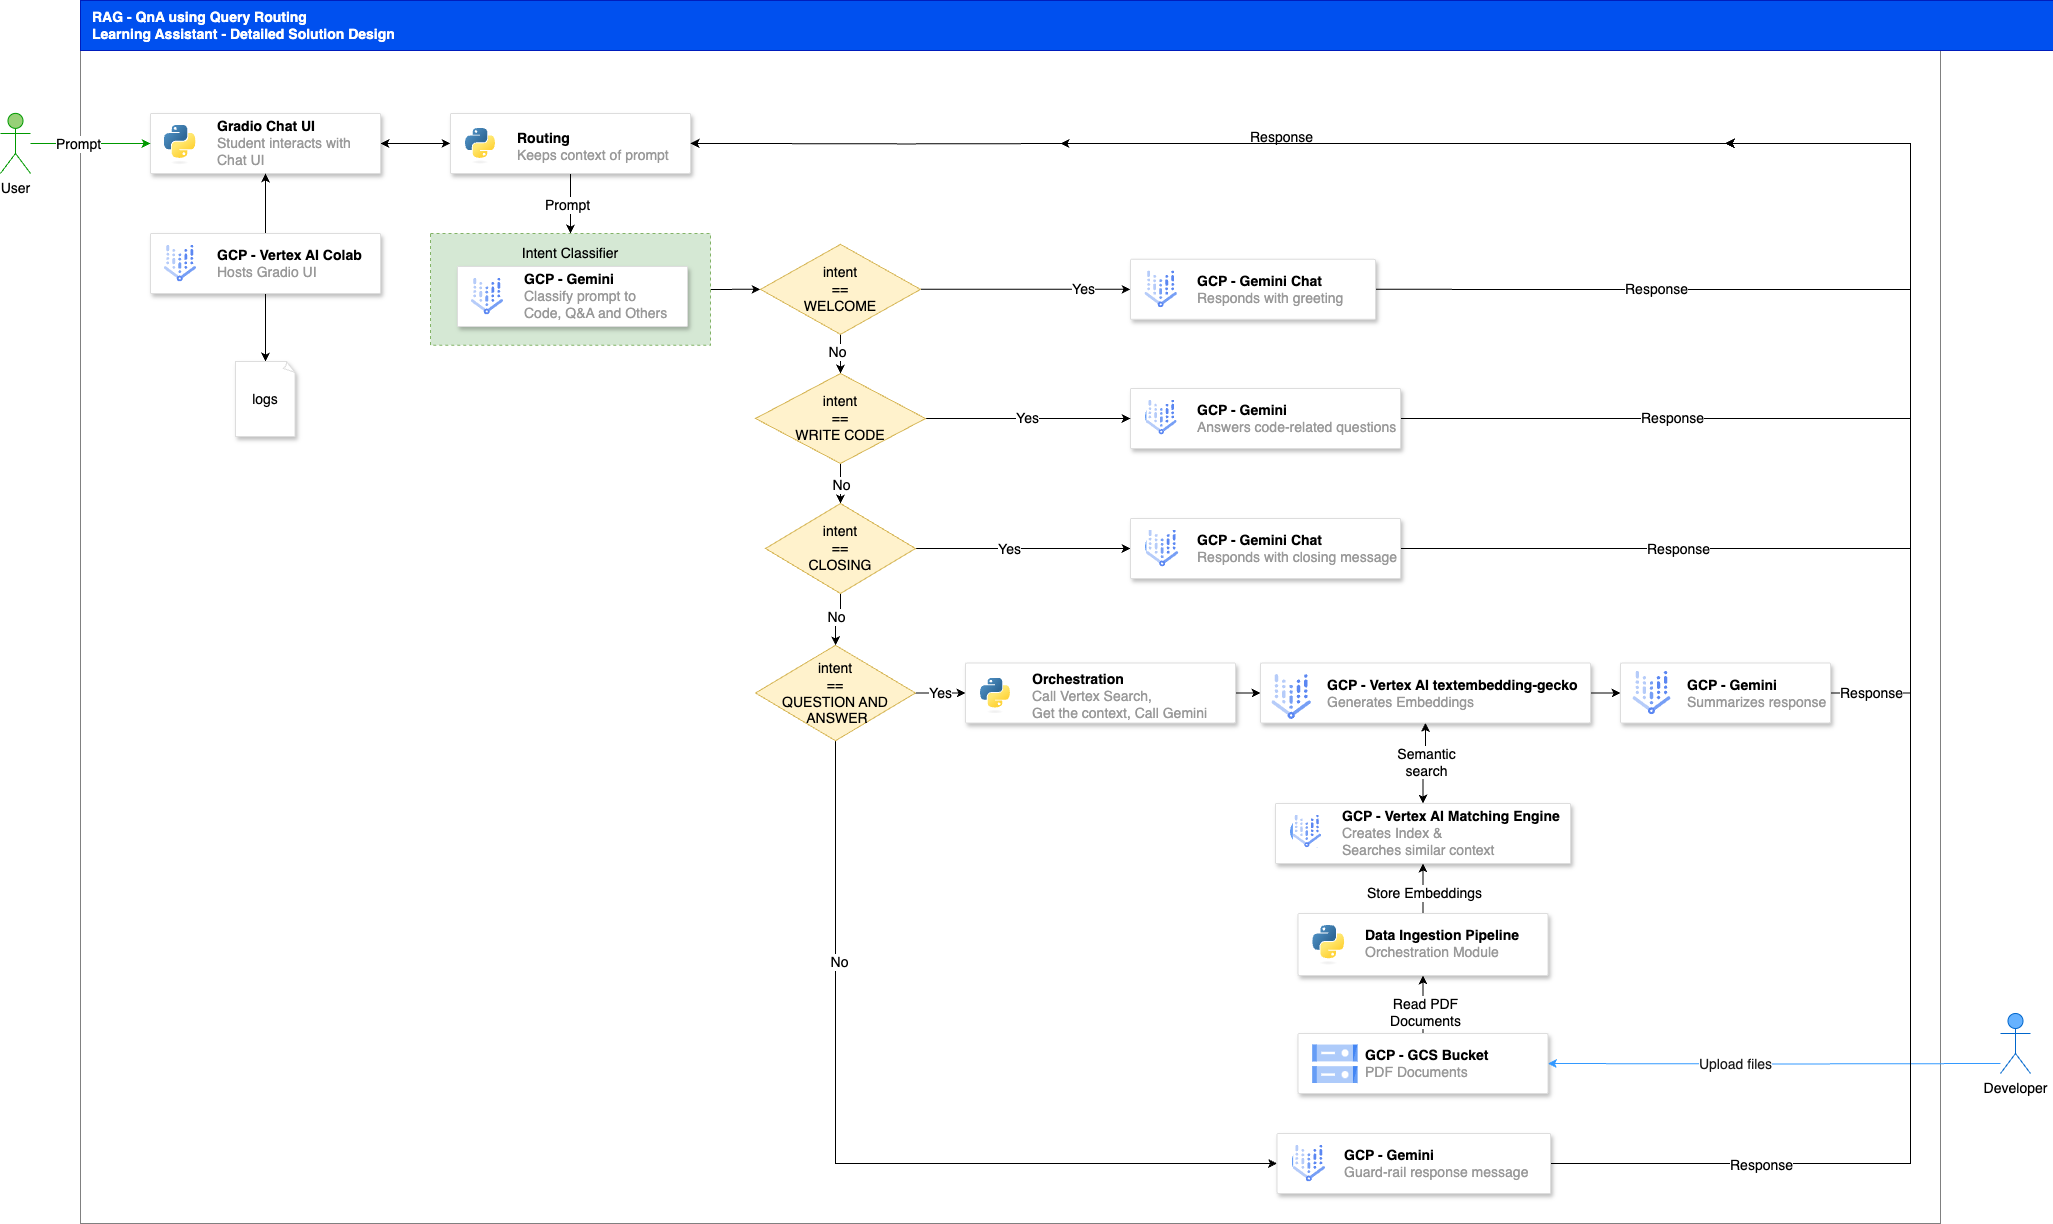 RAG - QnA using Query Routing
Learning Assistant - Detailed Solution Design
User
Prompt
Gradio Chat UI
Student interacts with
Chat UI
Routing
Keeps context of prompt
Response
GCP - Vertex AI Colab
Hosts Gradio UI
logs
Prompt
Intent Classifier
GCP - Gemini
Classify prompt to
Code, Q&A and Others
intent
==
WELCOME
Yes
GCP - Gemini Chat
Responds with greeting
Response
No
intent
==
WRITE CODE
Yes
GCP - Gemini
Answers code-related questions
Response
No
intent
==
CLOSING
Yes
GCP - Gemini Chat
Responds with closing message
Response
No
intent
==
QUESTION AND
ANSWER
Yes
Orchestration
Call Vertex Search,
Get the context, Call Gemini
GCP - Vertex AI textembedding-gecko
Generates Embeddings
GCP - Gemini
Summarizes response
Response
Semantic
search
GCP - Vertex AI Matching Engine
Creates Index &
Searches similar context
Store Embeddings
Data Ingestion Pipeline
Orchestration Module
Read PDF
Documents
GCP - GCS Bucket
PDF Documents
Upload files
Developer
No
GCP - Gemini
Guard-rail response message
Response